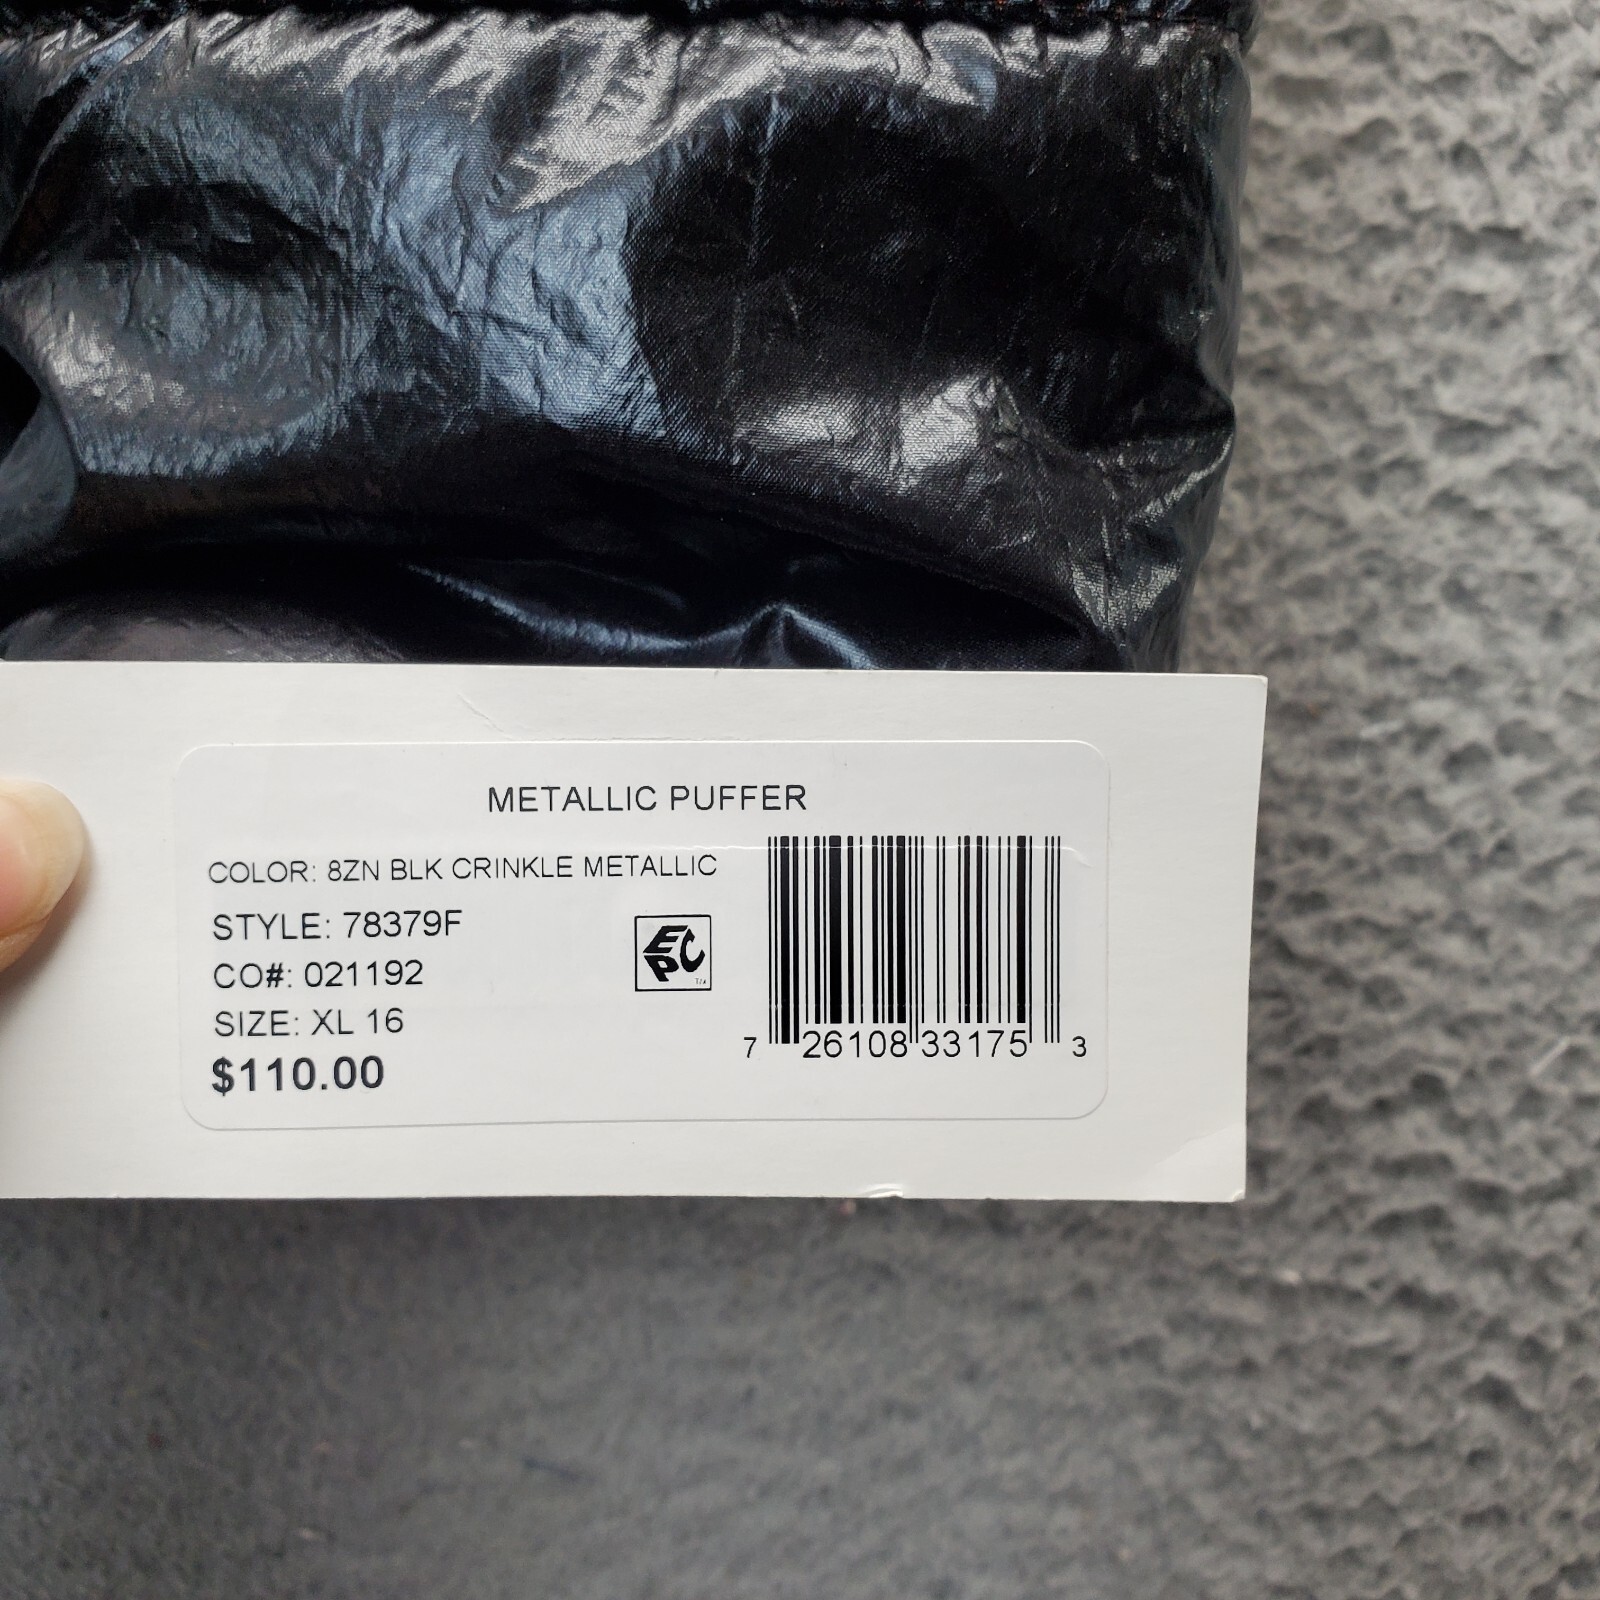 METALLIC PUFFER
COLOR: 8ZN BLK CRINKLE METALLIC
STYLE: 78379F
CO#: 021192
SIZE: XL 16
$110.00
EPC
TM
7 26108 33175 3